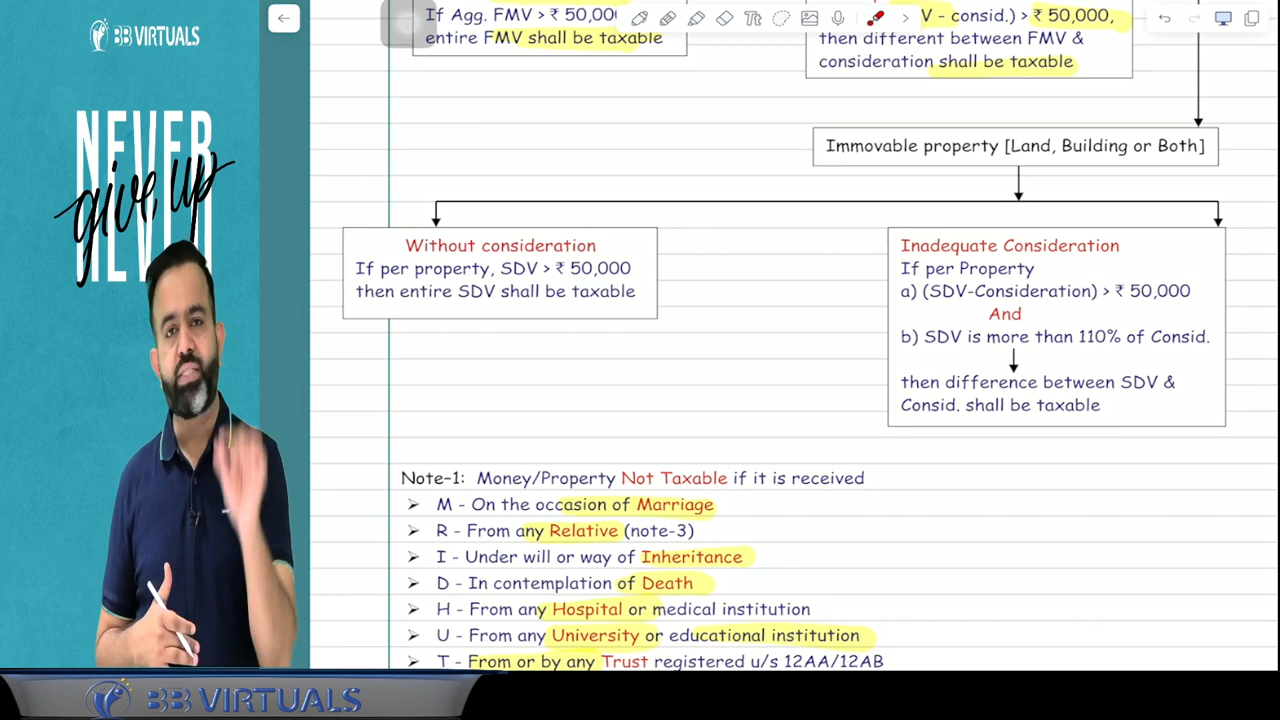 BB VIRTUALS
NEVER
give up
NEVER
If Agg. FMV > ₹ 50,00
entire FMV shall be taxable
V - consid.) > ₹ 50,000,
then different between FMV &
consideration shall be taxable
Immovable property [Land, Building or Both]
Without consideration
If per property, SDV > ₹ 50,000
then entire SDV shall be taxable
Inadequate Consideration
If per Property
a) (SDV-Consideration) > ₹ 50,000
And
b) SDV is more than 110% of Consid.
then difference between SDV &
Consid. shall be taxable
Note-1: Money/Property Not Taxable if it is received
➢ M - On the occasion of Marriage
➢ R - From any Relative (note-3)
➢ I - Under will or way of Inheritance
➢ D - In contemplation of Death
➢ H - From any Hospital or medical institution
➢ U - From any University or educational institution
➢ T - From or by any Trust registered u/s 12AA/12AB
BB VIRTUALS